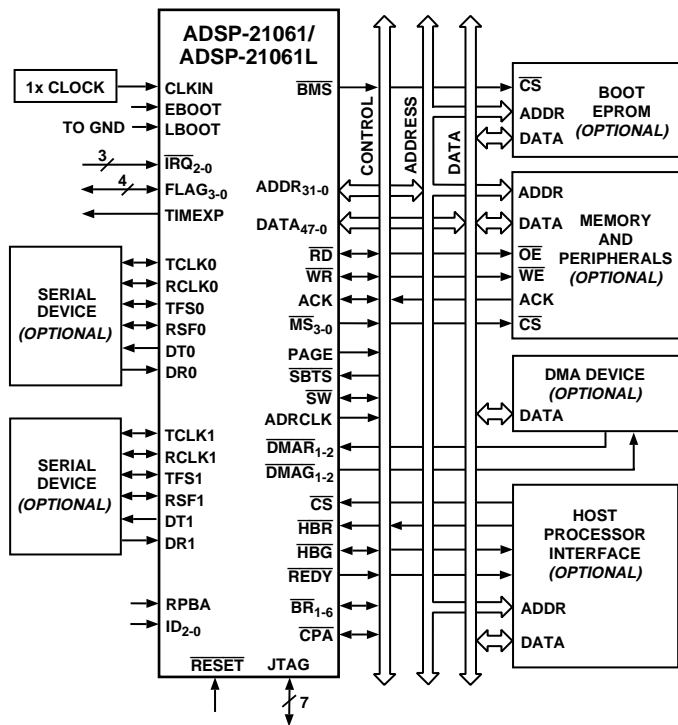 ADSP-21061/
ADSP-21061L
1x CLOCK
CLKIN
EBOOT
TO GND
LBOOT
3
IRQ2-0
4
FLAG3-0
TIMEXP
SERIAL
DEVICE
(OPTIONAL)
TCLK0
RCLK0
TFS0
RSF0
DT0
DR0
SERIAL
DEVICE
(OPTIONAL)
TCLK1
RCLK1
TFS1
RSF1
DT1
DR1
RPBA
ID2-0
RESET
JTAG
7
BMS
ADDR31-0
DATA47-0
RD
WR
ACK
MS3-0
PAGE
SBTS
SW
ADRCLK
DMAR1-2
DMAG1-2
CS
HBR
HBG
REDY
BR1-6
CPA
CONTROL
ADDRESS
DATA
CS
BOOT
EPROM
(OPTIONAL)
ADDR
DATA
ADDR
DATA
MEMORY
AND
PERIPHERALS
(OPTIONAL)
OE
WE
ACK
CS
DMA DEVICE
(OPTIONAL)
DATA
HOST
PROCESSOR
INTERFACE
(OPTIONAL)
ADDR
DATA